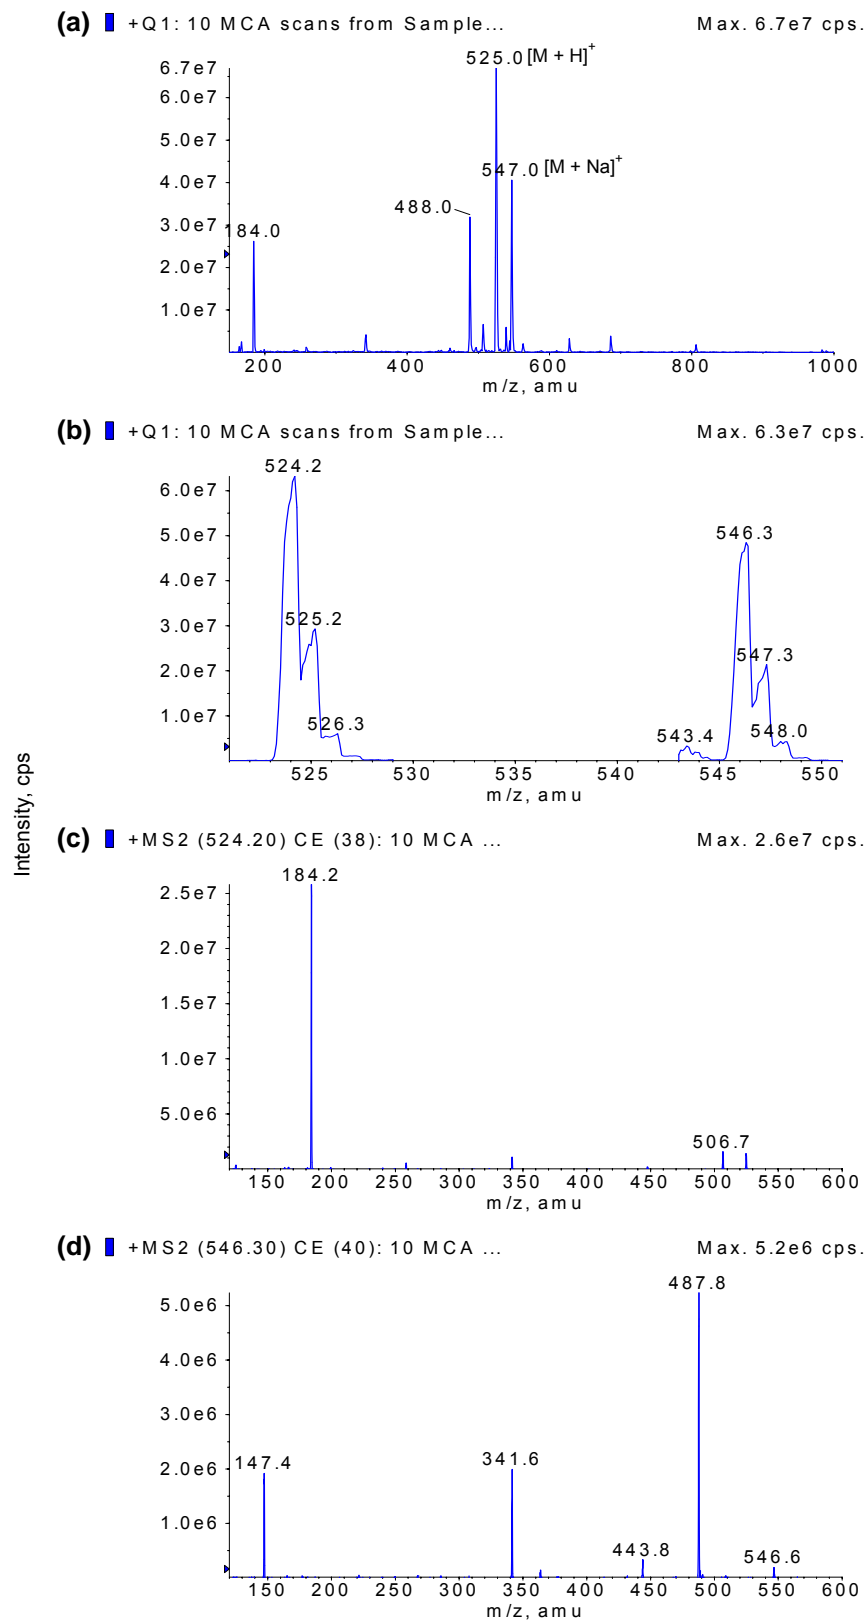 (a) +Q1: 10 MCA scans from Sample... Max. 6.7e7 cps.
525.0 [M + H]+
6.7e7
6.0e7
5.0e7
547.0 [M + Na]+
4.0e7
488.0
3.0e7
184.0
2.0e7
1.0e7
200 400 600 800 1000
m/z, amu
(b) +Q1: 10 MCA scans from Sample... Max. 6.3e7 cps.
524.2
6.0e7
546.3
5.0e7
4.0e7
525.2
3.0e7
547.3
2.0e7
526.3
543.4 548.0
1.0e7
525 530 535 540 545 550
m/z, amu
Intensity, cps
(c) +MS2 (524.20) CE (38): 10 MCA ... Max. 2.6e7 cps.
184.2
2.5e7
2.0e7
1.5e7
1.0e7
5.0e6
506.7
150 200 250 300 350 400 450 500 550 600
m/z, amu
(d) +MS2 (546.30) CE (40): 10 MCA ... Max. 5.2e6 cps.
487.8
5.0e6
4.0e6
3.0e6
2.0e6
147.4 341.6
1.0e6
443.8 546.6
150 200 250 300 350 400 450 500 550 600
m/z, amu